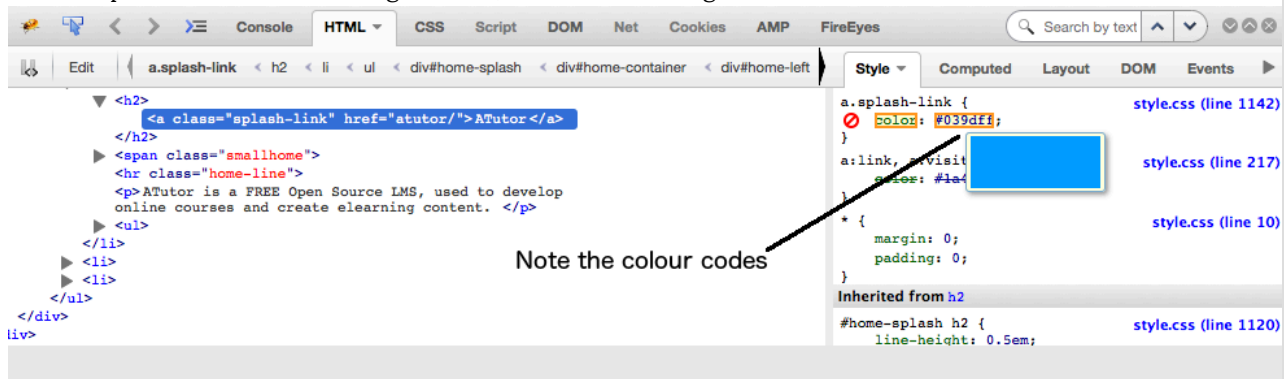 Console HTML CSS Script DOM Net Cookies AMP FireEyes Search by text
Edit a.splash-link < h2 < li < ul < div#home-splash < div#home-container < div#home-left
Style Computed Layout DOM Events
<h2>
<a class="splash-link" href="atutor/">ATutor</a>
</h2>
<span class="smallhome">
<hr class="home-line">
<p>ATutor is a FREE Open Source LMS, used to develop
online courses and create elearning content. </p>
<ul>
</li>
<li>
<li>
</ul>
</div>
iv>
Note the colour codes
a.splash-link { style.css (line 1142)
color: #039dff;
}
a:link, a:visit style.css (line 217)
color: #1a4
}
* { style.css (line 10)
margin: 0;
padding: 0;
}
Inherited from h2
#home-splash h2 { style.css (line 1120)
line-height: 0.5em;